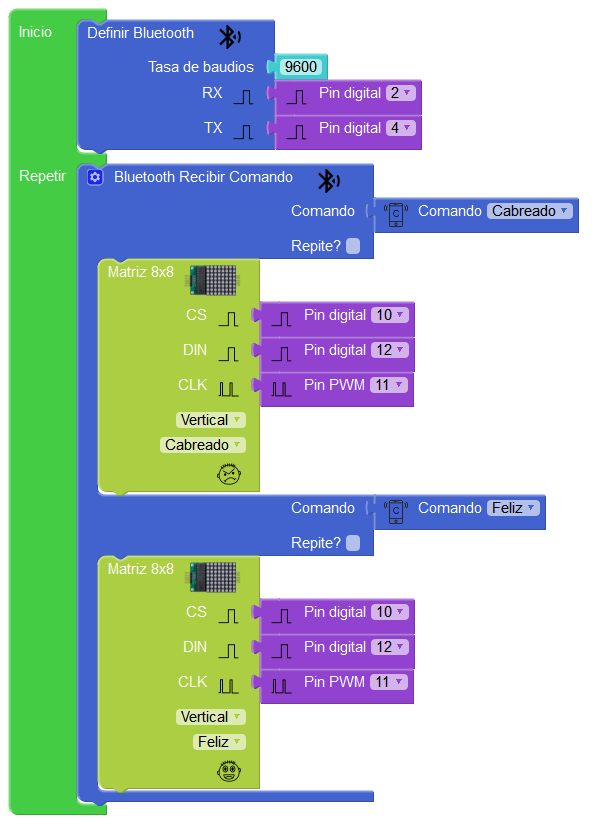 Inicio
Definir Bluetooth
Tasa de baudios 9600
RX Pin digital 2
TX Pin digital 4
Repetir
Bluetooth Recibir Comando
Comando C Comando Cabreado
Repite?
Matriz 8x8
CS Pin digital 10
DIN Pin digital 12
CLK Pin PWM 11
Vertical
Cabreado
Comando C Comando Feliz
Repite?
Matriz 8x8
CS Pin digital 10
DIN Pin digital 12
CLK Pin PWM 11
Vertical
Feliz